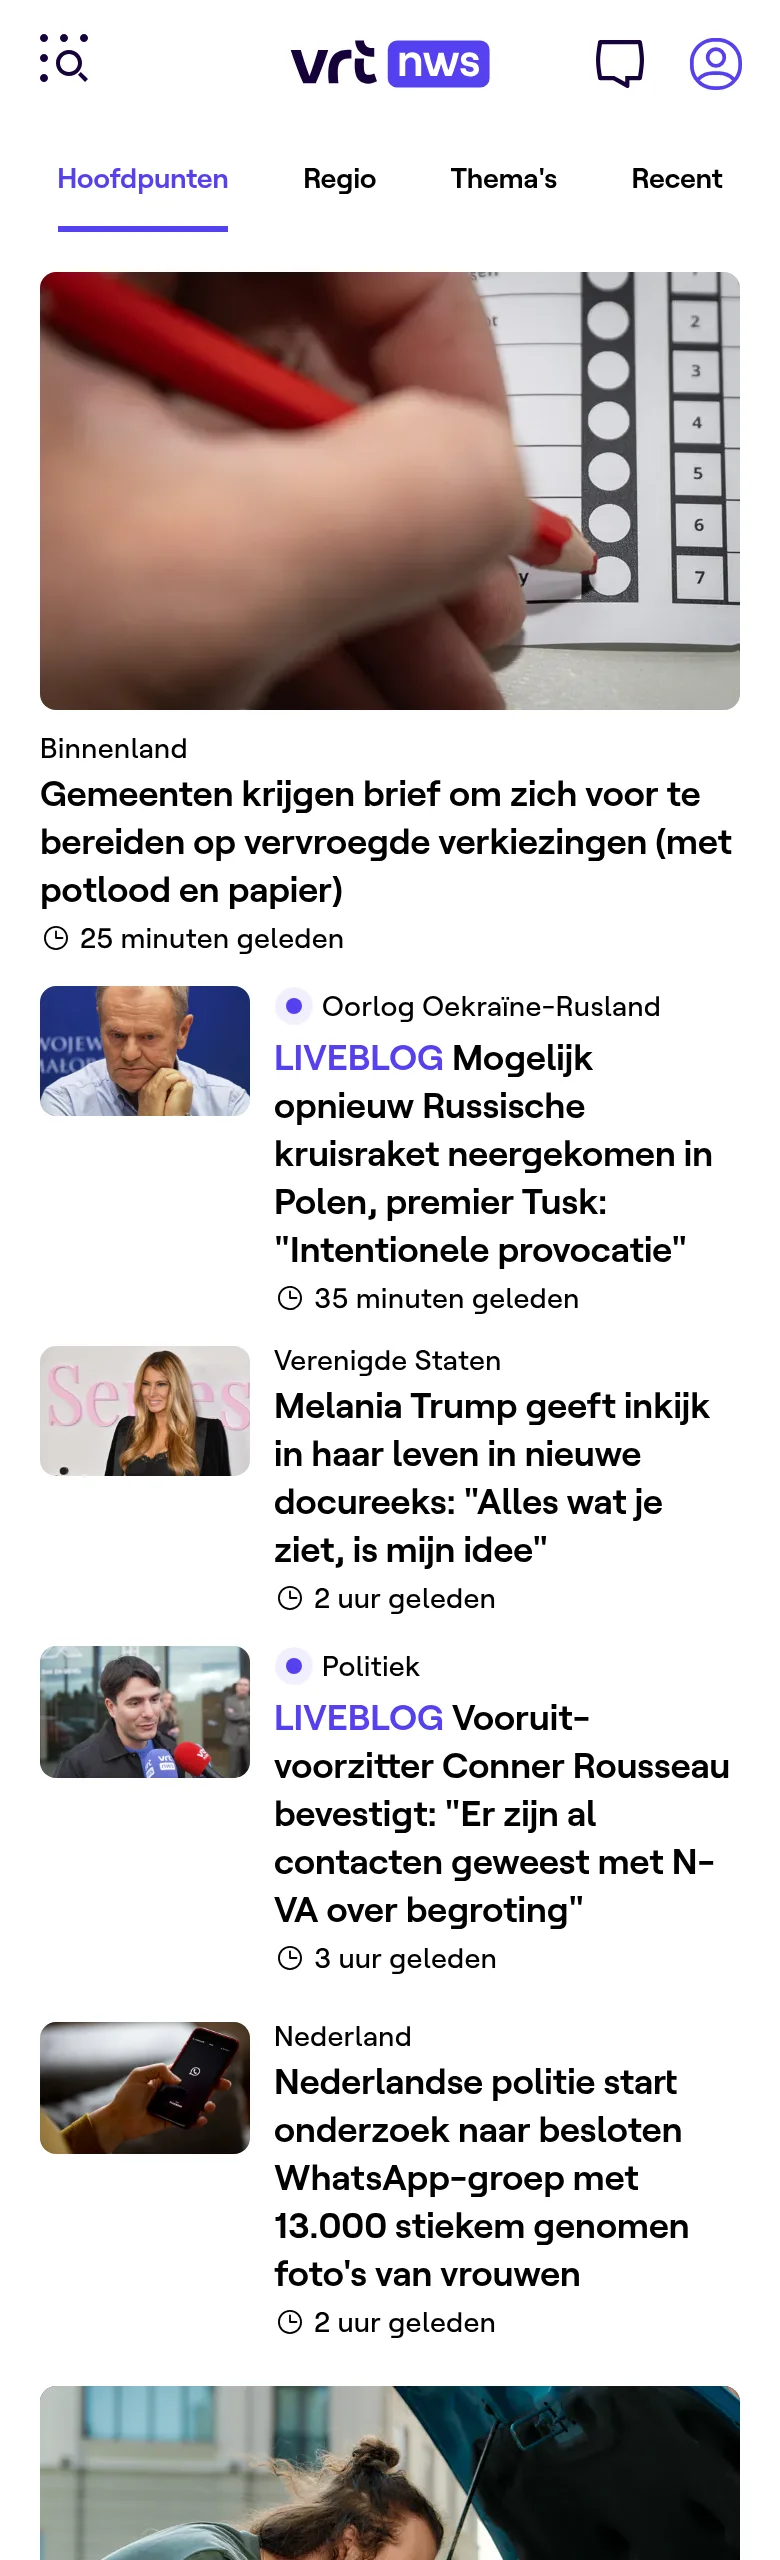 vrt nws
Hoofdpunten
Regio
Thema's
Recent
2
3
4
5
6
7
Binnenland
Gemeenten krijgen brief om zich voor te
bereiden op vervroegde verkiezingen (met
potlood en papier)
25 minuten geleden
WOJEW
MAŁOP
Oorlog Oekraïne-Rusland
LIVEBLOG Mogelijk
opnieuw Russische
kruisraket neergekomen in
Polen, premier Tusk:
"Intentionele provocatie"
35 minuten geleden
Verenigde Staten
Melania Trump geeft inkijk
in haar leven in nieuwe
docureeks: "Alles wat je
ziet, is mijn idee"
2 uur geleden
vrt
nws
Politiek
LIVEBLOG Vooruit-
voorzitter Conner Rousseau
bevestigt: "Er zijn al
contacten geweest met N-
VA over begroting"
3 uur geleden
Nederland
Nederlandse politie start
onderzoek naar besloten
WhatsApp-groep met
13.000 stiekem genomen
foto's van vrouwen
2 uur geleden